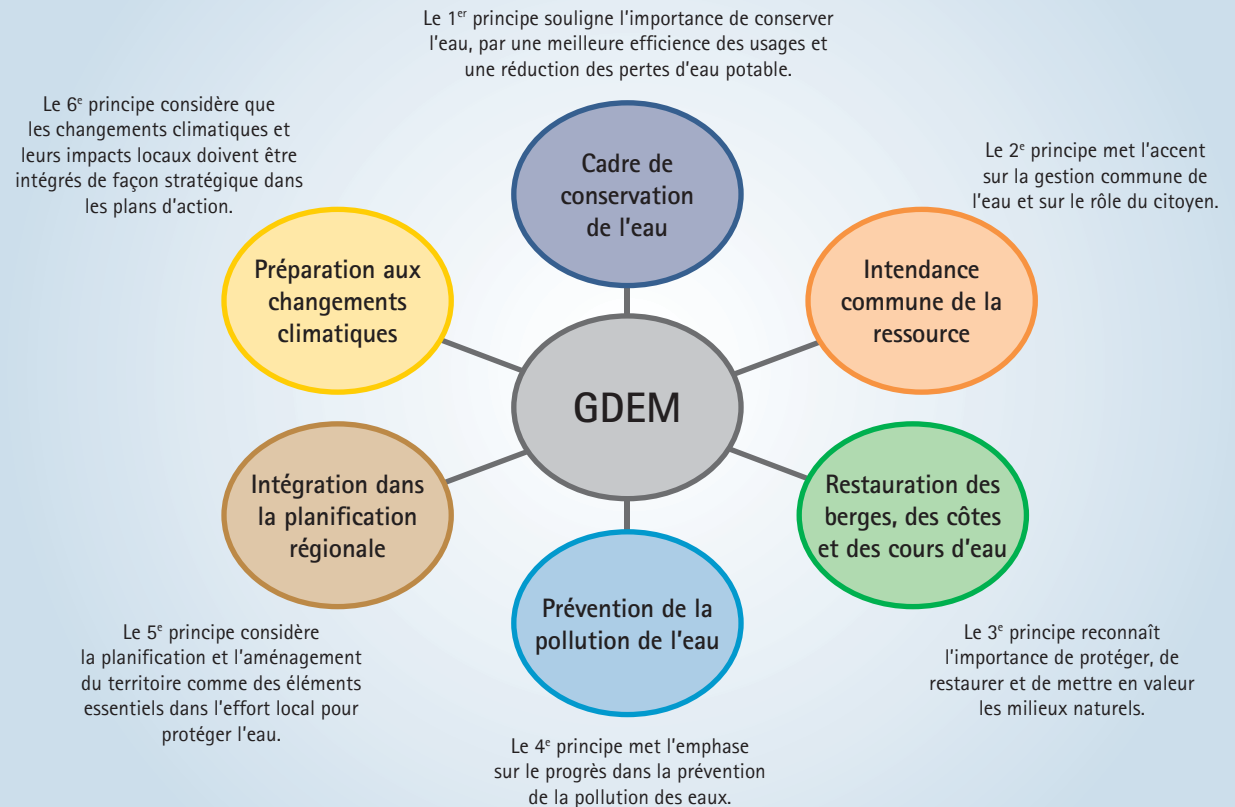 Le 1er principe souligne l'importance de conserver
l'eau, par une meilleure efficience des usages et
une réduction des pertes d'eau potable.
Cadre de
conservation
de l'eau
Le 2e principe met l'accent
sur la gestion commune de
l'eau et sur le rôle du citoyen.
Intendance
commune de la
ressource
Restauration des
berges, des côtes
et des cours d'eau
Le 3e principe reconnaît
l'importance de protéger, de
restaurer et de mettre en valeur
les milieux naturels.
Prévention de la
pollution de l'eau
Le 4e principe met l'emphase
sur le progrès dans la prévention
de la pollution des eaux.
Intégration dans
la planification
régionale
Le 5e principe considère
la planification et l'aménagement
du territoire comme des éléments
essentiels dans l'effort local pour
protéger l'eau.
Le 6e principe considère que
les changements climatiques et
leurs impacts locaux doivent être
intégrés de façon stratégique dans
les plans d'action.
Préparation aux
changements
climatiques
GDEM